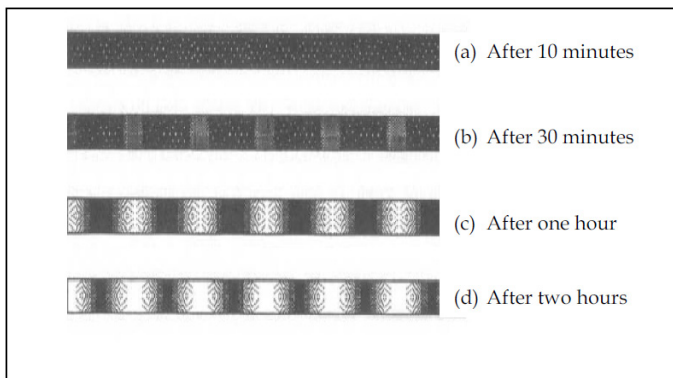 (a) After 10 minutes
(b) After 30 minutes
(c) After one hour
(d) After two hours